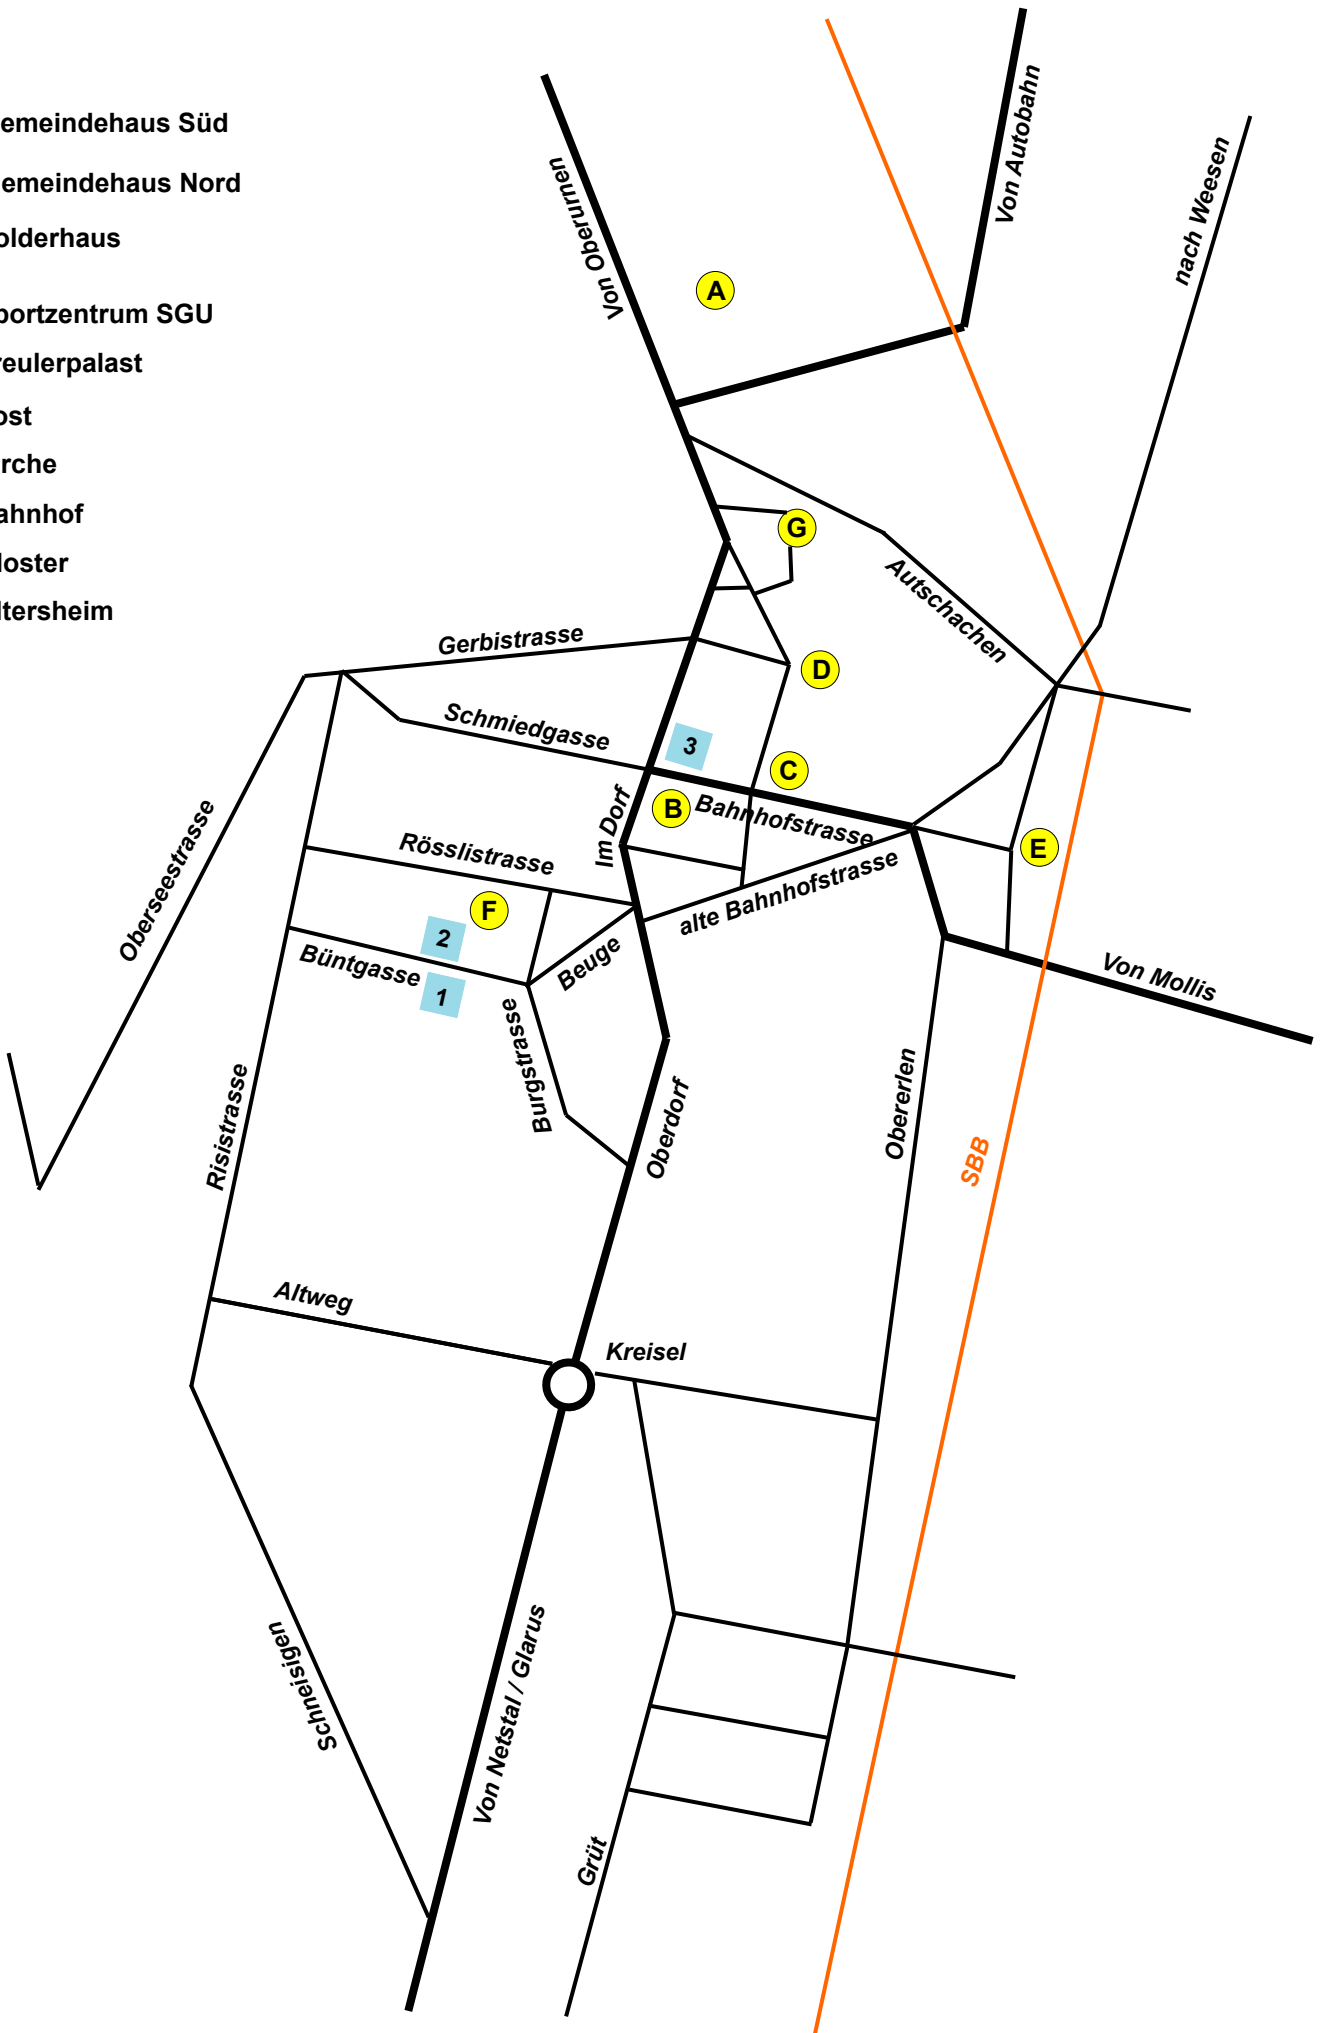 emeindehaus Süd
emeindehaus Nord
olderhaus
portzentrum SGU
reulerpalast
ost
irche
ahnhof
loster
ltersheim
Von Oberurnen
Von Autobahn
nach Weesen
A
G
Autschachen
Gerbistrasse
D
Schmiedgasse
3
C
B
Bahnhofstrasse
Im Dorf
E
Oberseestrasse
Rösslistrasse
alte Bahnhofstrasse
F
2
Büntgasse
1
Beuge
Burgstrasse
Von Mollis
Risistrasse
Oberdorf
Obererlen
SBB
Altweg
Kreisel
Schneisigen
Von Netstal / Glarus
Grüt